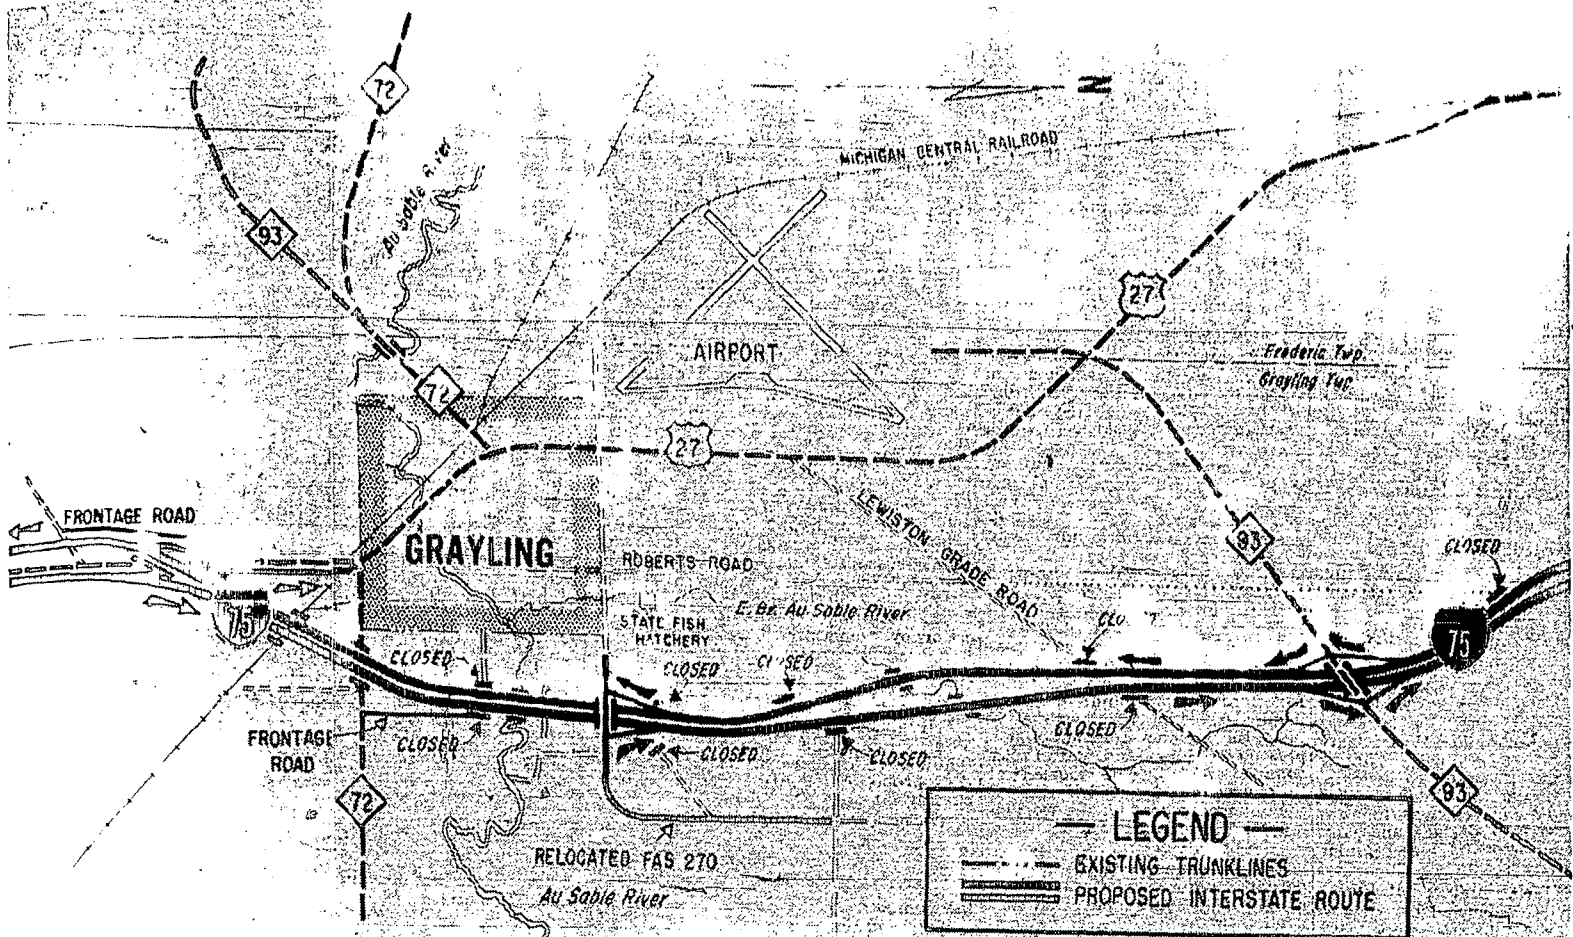 72
N
Au Sable River
MICHIGAN CENTRAL RAILROAD
93
27
AIRPORT
Frederic Twp.
Grayling Twp.
72
27
LEWISTON GRADE ROAD
FRONTAGE ROAD
GRAYLING
ROBERTS ROAD
93
CLOSED
E. Br. Au Sable River
75
STATE FISH
HATCHERY
75
CLOSED
CLOSED
FRONTAGE
ROAD
CLOSED
CLOSED
CLOSED
CLOSED
72
93
RELOCATED FAS 270
Au Sable River
LEGEND
EXISTING TRUNKLINES
PROPOSED INTERSTATE ROUTE